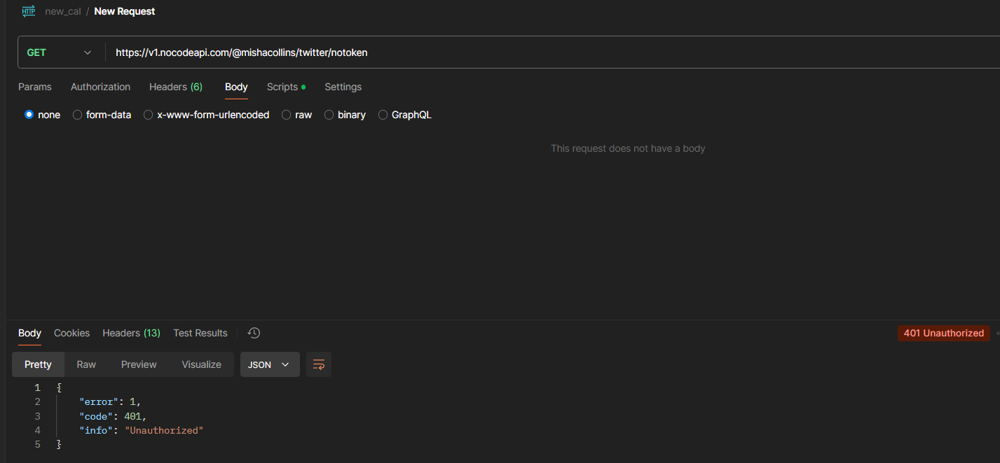 HTTP new_cal / New Request
GET https://v1.nocodeapi.com/@mishacollins/twitter/notoken
Params Authorization Headers (6) Body Scripts Settings
none form-data x-www-form-urlencoded raw binary GraphQL
This request does not have a body
Body Cookies Headers (13) Test Results 401 Unauthorized
Pretty Raw Preview Visualize JSON
1 {
2 "error": 1,
3 "code": 401,
4 "info": "Unauthorized"
5 }